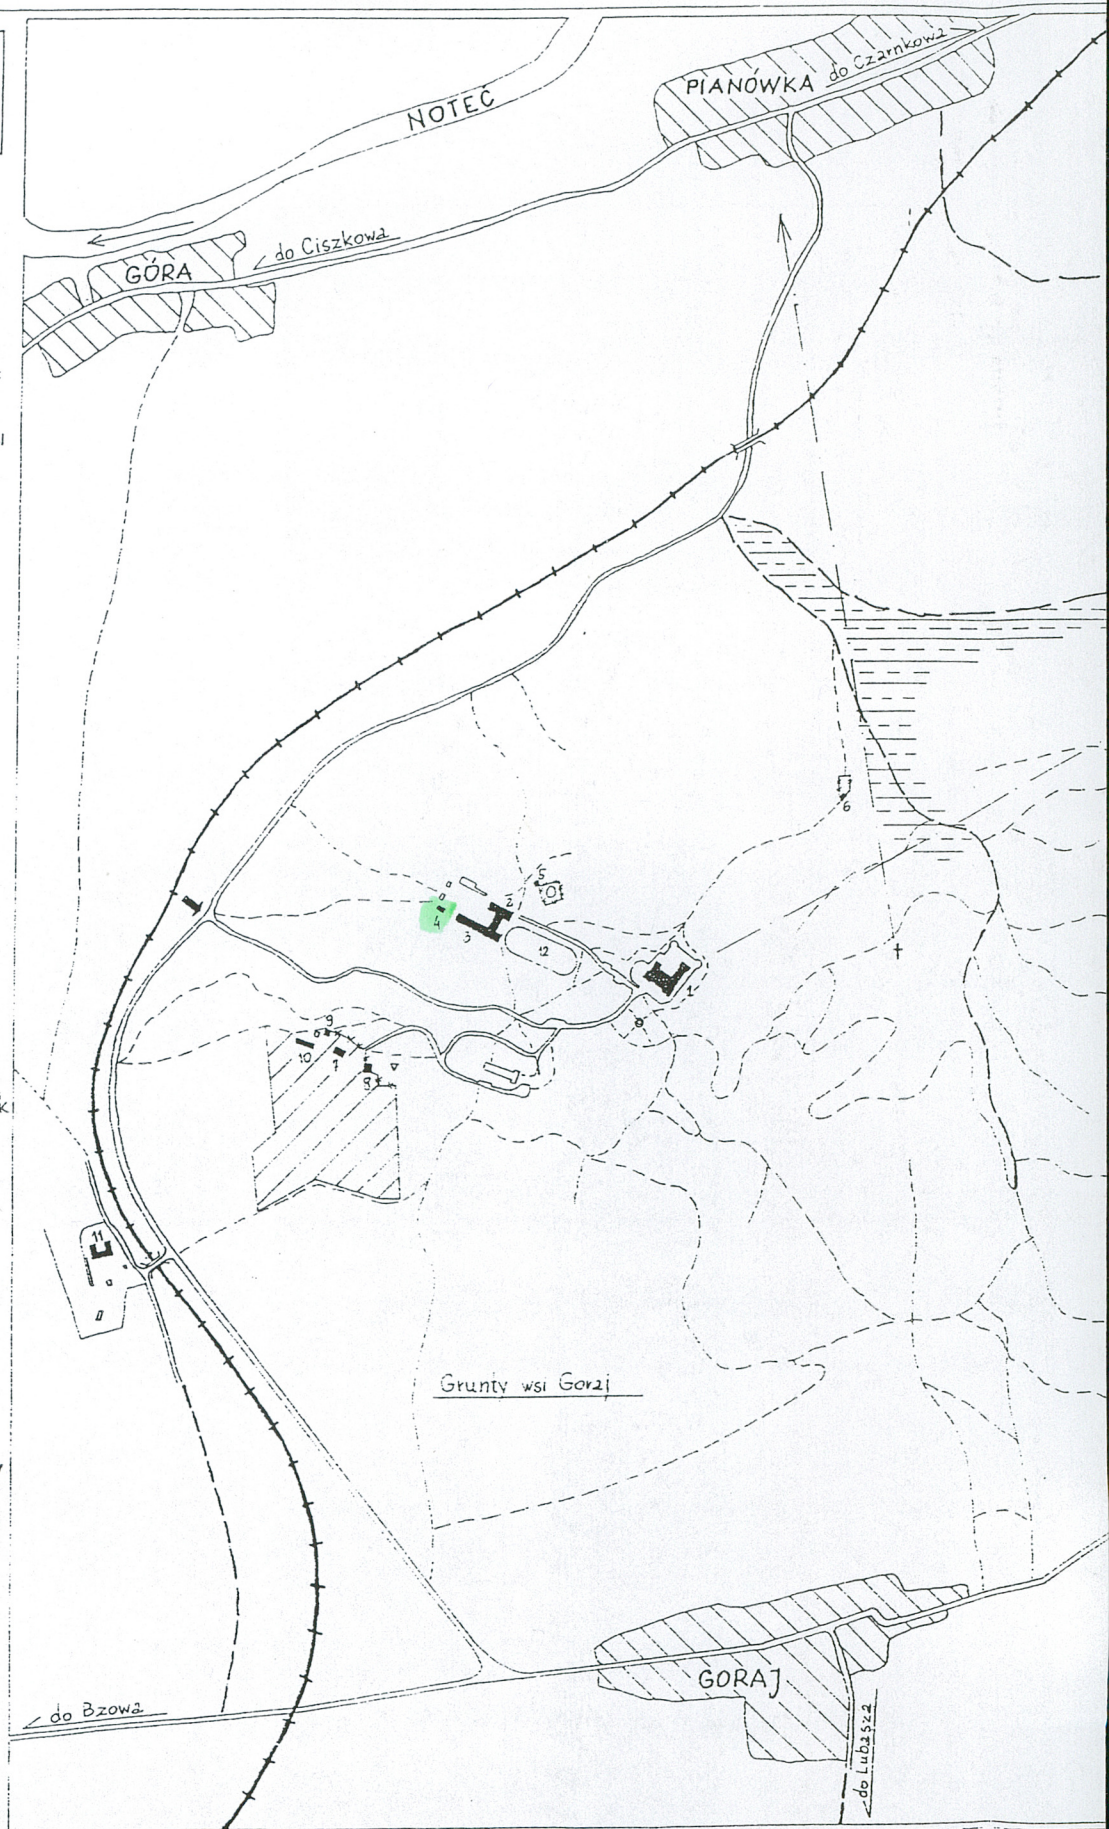 PIANÓWKA
do Czarnkowa
NOTEĆ
do Ciszkowa
GÓRA
6
5
2
4
3
12
1
9
10
7
8
11
Grunty wsi Goraj
GORAJ
do Bzowa
do Lubasza